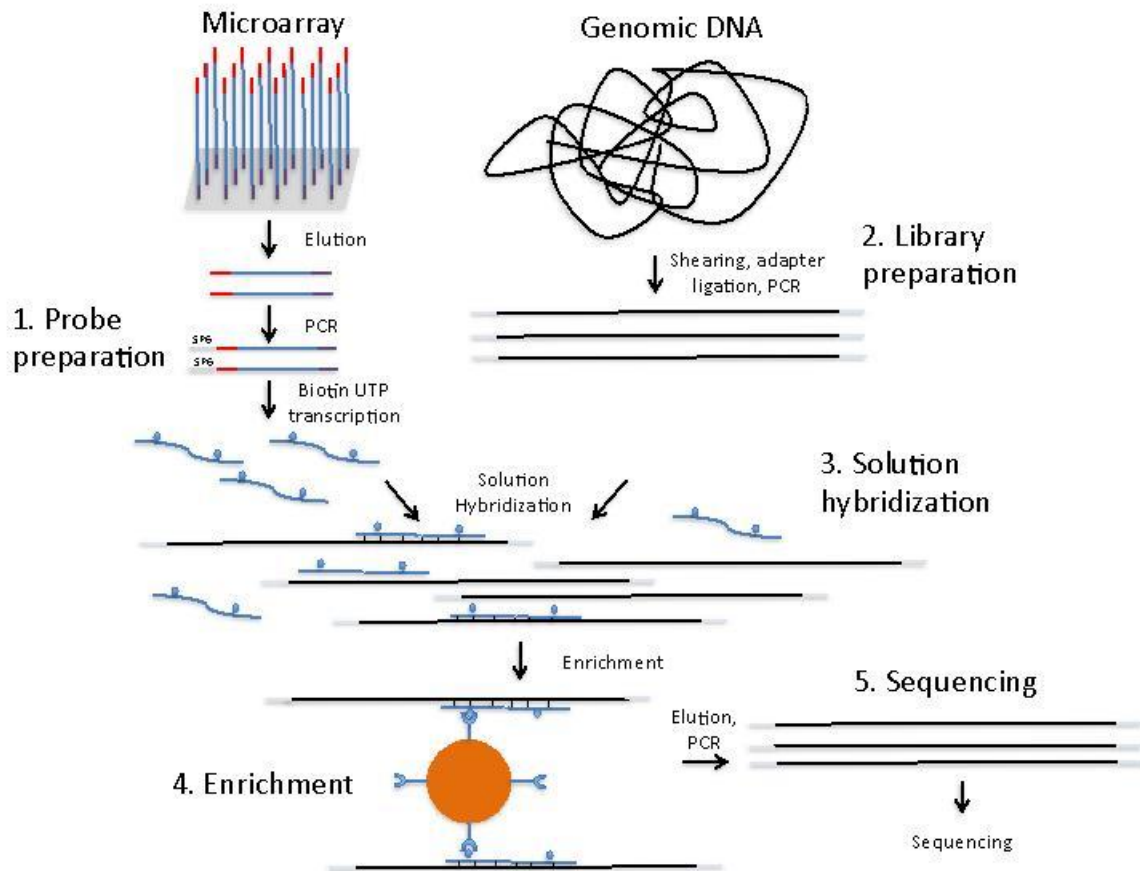 Microarray
Genomic DNA
Elution
2. Library
preparation
Shearing, adapter
ligation, PCR
1. Probe
preparation
PCR
SP6
SP6
Biotin UTP
transcription
3. Solution
hybridization
Solution
Hybridization
Enrichment
5. Sequencing
Elution,
PCR
4. Enrichment
Sequencing